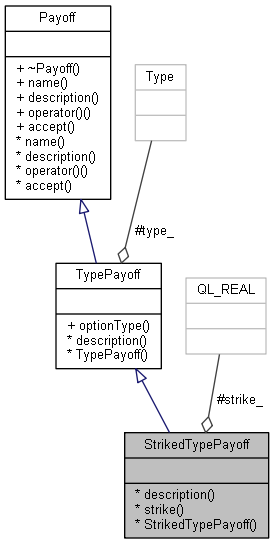 Payoff
+ ~Payoff()
+ name()
+ description()
+ operator()()
+ accept()
* name()
* description()
* operator()()
* accept()
Type
#type_
TypePayoff
+ optionType()
* description()
* TypePayoff()
QL_REAL
#strike_
StrikedTypePayoff
* description()
* strike()
* StrikedTypePayoff()